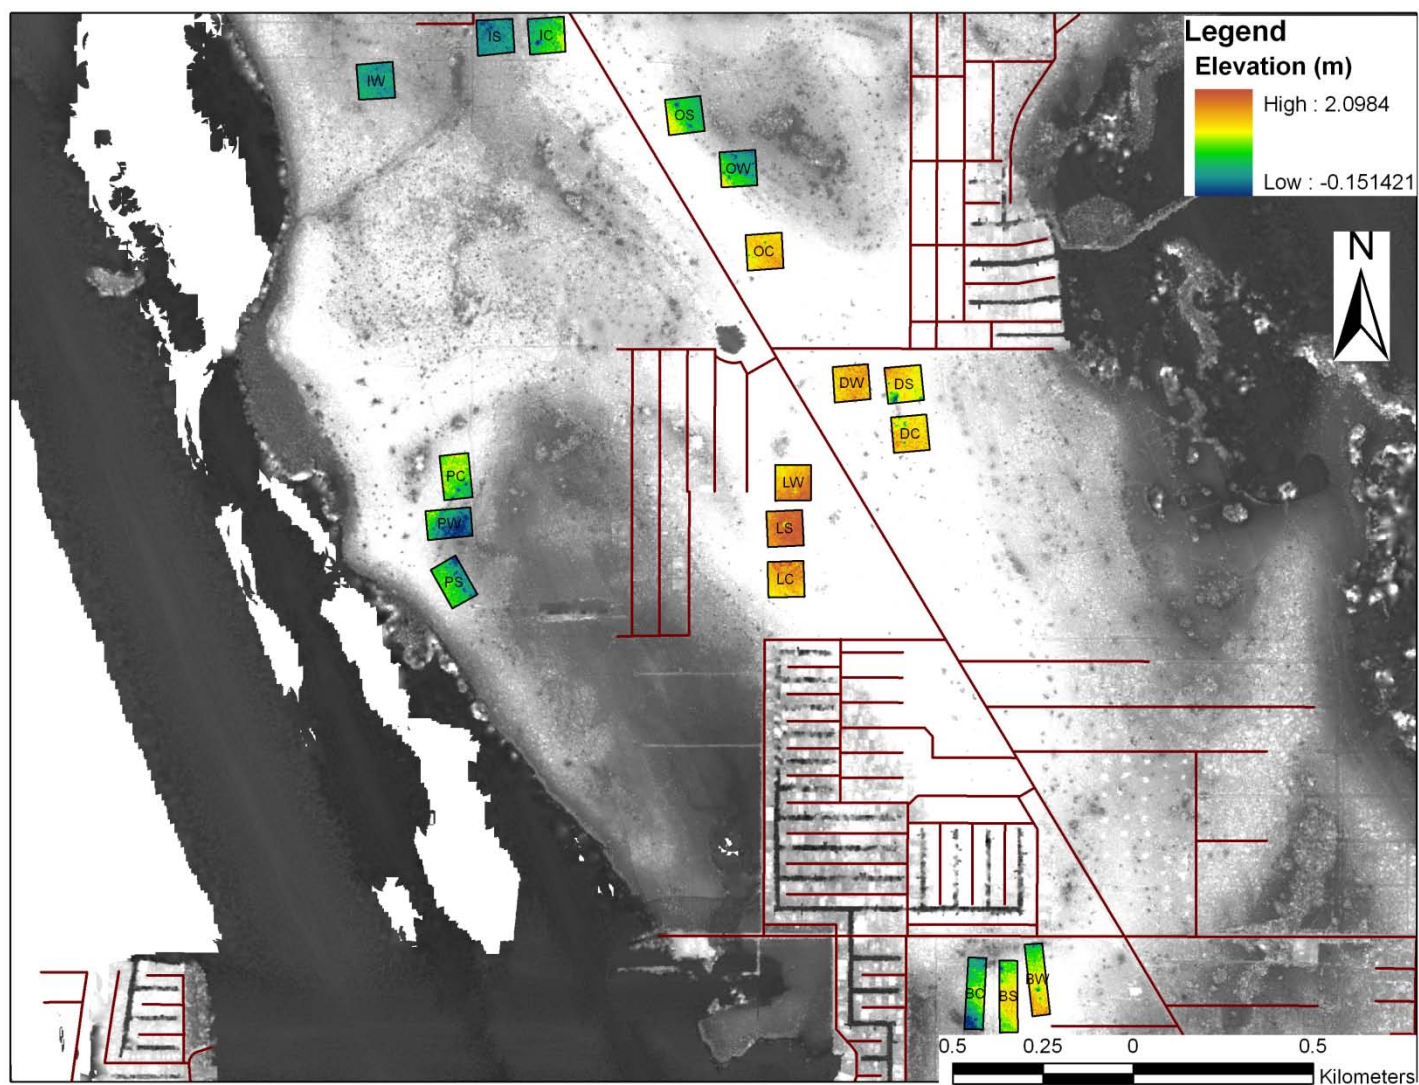 Legend
Elevation (m)
High : 2.0984
Low : -0.151421
N
IS
IC
IW
OS
OW
OC
DW
DS
DC
PC
LW
PW
LS
PS
LC
BC
BS
BW
0.5 0.25 0 0.5
Kilometers